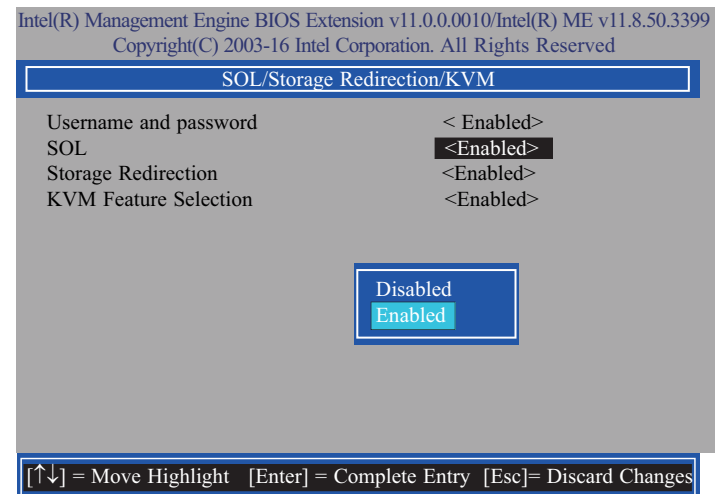 Intel(R) Management Engine BIOS Extension v11.0.0.0010/Intel(R) ME v11.8.50.3399
Copyright(C) 2003-16 Intel Corporation. All Rights Reserved
SOL/Storage Redirection/KVM
Username and password < Enabled>
SOL <Enabled>
Storage Redirection <Enabled>
KVM Feature Selection <Enabled>
Disabled
Enabled
[↑↓] = Move Highlight [Enter] = Complete Entry [Esc]= Discard Changes